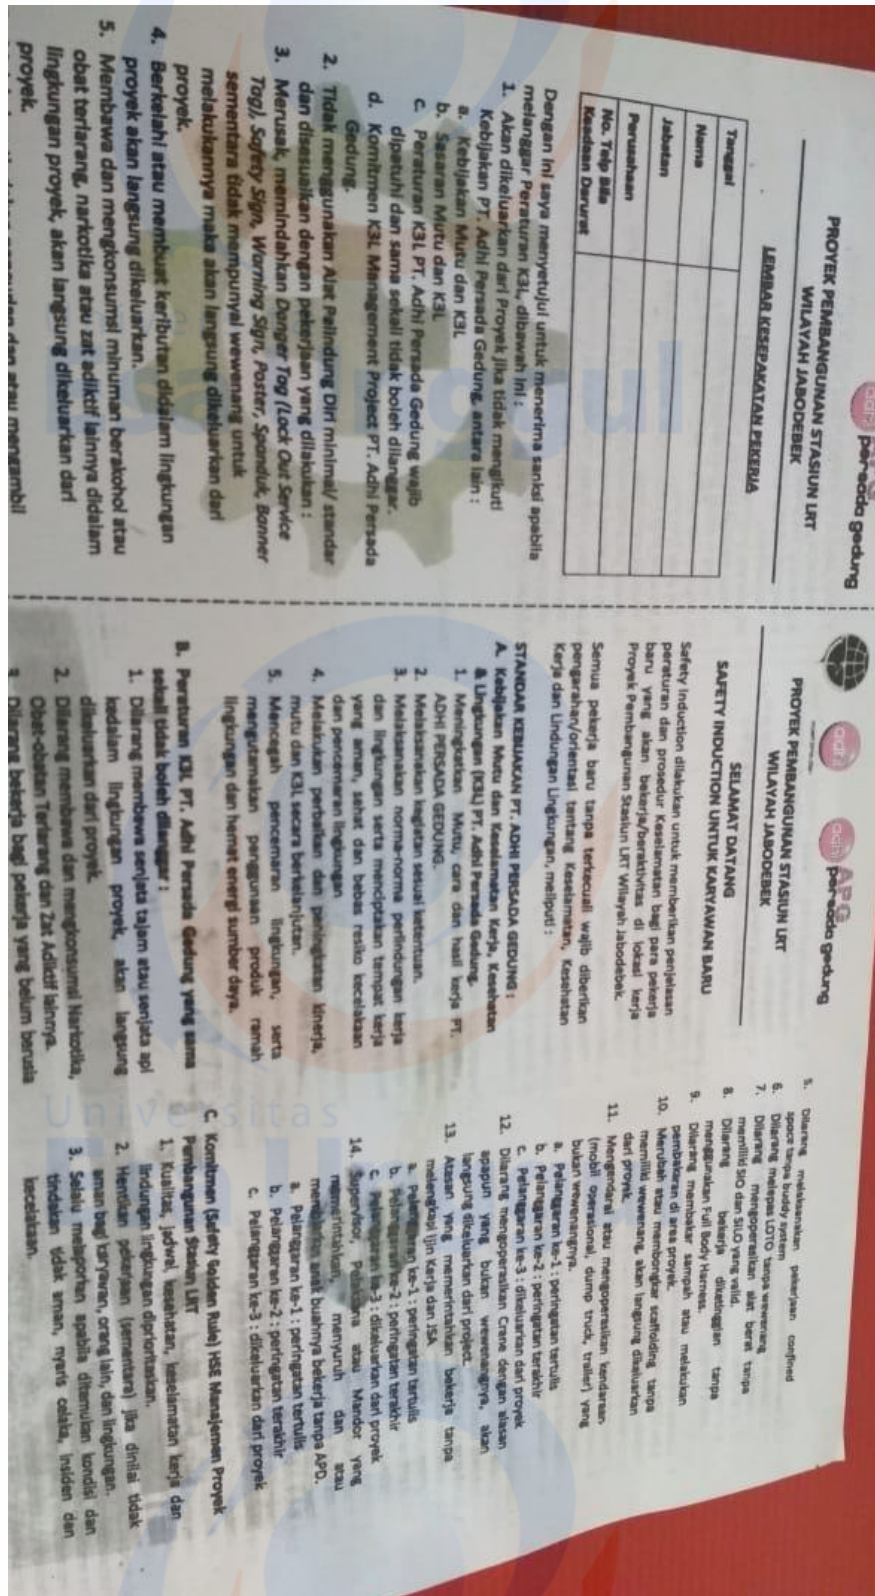 adhi
persada gedung
PROYEK PEMBANGUNAN STASIUN LRT
WILAYAH JABODEBEK
LEMBAR KESEPAKATAN PEKERJA
Tanggal
Nama
Jabatan
Perusahaan
No. Telp Bila
Keadaan Darurat
Dengan ini saya menyetujui untuk menerima sanksi apabila
melanggar Peraturan K3L, dibawah ini :
1. Akan dikeluarkan dari Proyek jika tidak mengikuti
Kebijakan PT. Adhi Persada Gedung, antara lain :
a. Kebijakan Mutu dan K3L
b. Sasaran Mutu dan K3L
c. Peraturan K3L PT. Adhi Persada Gedung wajib
dipatuhi dan sama sekali tidak boleh dilanggar.
d. Komitmen K3L Management Project PT. Adhi Persada
Gedung.
2. Tidak menggunakan Alat Pelindung Diri minimal/ standar
dan disesuaikan dengan pekerjaan yang dilakukan :
3. Merusak, memindahkan Danger Tag (Lock Out Service
Tag), Safety Sign, Warning Sign, Poster, Spanduk, Banner
sementara tidak mempunyai wewenang untuk
melakukannya maka akan langsung dikeluarkan dari
proyek.
4. Berkelahi atau membuat keributan didalam lingkungan
proyek akan langsung dikeluarkan.
5. Membawa dan mengkonsumsi minuman berakohol atau
obat terlarang, narkotika atau zat adiktif lainnya didalam
lingkungan proyek, akan langsung dikeluarkan dari
proyek.
dan atau mengambil
adhi
adhi
APG
persada gedung
PROYEK PEMBANGUNAN STASIUN LRT
WILAYAH JABODEBEK
SELAMAT DATANG
SAFETY INDUCTION UNTUK KARYAWAN BARU
Safety Induction dilakukan untuk memberikan penjelasan
peraturan dan prosedur Keselamatan bagi para pekerja
baru yang akan bekerja/beraktivitas di lokasi kerja
Proyek Pembangunan Stasiun LRT Wilayah Jabodebek.
Semua pekerja baru tanpa terkecuali wajib diberikan
pengarahan/orientasi tentang Keselamatan, Kesehatan
Kerja dan Lindungan Lingkungan, meliputi :
STANDAR KEBIJAKAN PT. ADHI PERSADA GEDUNG :
A. Kebijakan Mutu dan Keselamatan Kerja, Kesehatan
& Lingkungan (K3L) PT. Adhi Persada Gedung.
1. Meningkatkan Mutu, cara dan hasil kerja PT.
ADHI PERSADA GEDUNG.
2. Melaksanakan kegiatan sesuai ketentuan.
3. Melaksanakan norma-norma perlindungan kerja
dan lingkungan serta menciptakan tempat kerja
yang aman, sehat dan bebas resiko kecelakaan
dan pencemaran lingkungan
4. Melakukan perbaikan dan peningkatan kinerja,
mutu dan K3L secara berkelanjutan.
5. Mencegah pencemaran lingkungan, serta
mengutamakan penggunaan produk ramah
lingkungan dan hemat energi sumber daya.
B. Peraturan K3L PT. Adhi Persada Gedung yang sama
sekali tidak boleh dilanggar :
1. Dilarang membawa senjata tajam atau senjata api
kedalam lingkungan proyek, akan langsung
dikeluarkan dari proyek.
2. Dilarang membawa dan mengkonsumsi Narkotika,
Obat-obatan Terlarang dan Zat Adiktif lainnya.
3. Dilarang bekerja bagi pekerja yang belum berusia
5. Dilarang melaksanakan pekerjaan confined
space tanpa buddy system
6. Dilarang melepas LOTO tanpa wewenang
7. Dilarang mengoperasikan alat berat tanpa
memiliki SIO dan SILO yang valid.
8. Dilarang bekerja diketinggian tanpa
menggunakan Full Body Harness.
9. Dilarang membakar sampah atau melakukan
pembakaran di area proyek.
10. Merubah atau membongkar scaffolding tanpa
memiliki wewenang, akan langsung dikeluarkan
dari proyek.
11. Mengendarai atau mengoperasikan kendaraan
(mobil operasional, dump truck, trailer) yang
bukan wewenangnya.
a. Pelanggaran ke-1 : peringatan tertulis
b. Pelanggaran ke-2 : peringatan terakhir
c. Pelanggaran ke-3 : dikeluarkan dari proyek
12. Dilarang mengoperasikan Crane dengan alasan
apapun yang bukan wewenangnya, akan
langsung dikeluarkan dari project.
13. Atasan yang memerintahkan bekerja tanpa
melengkapi Ijin Kerja dan JSA
a. Pelanggaran ke-1 : peringatan tertulis
b. Pelanggaran ke-2 : peringatan terakhir
c. Pelanggaran ke-3 : dikeluarkan dari proyek
14. Supervisor, Pelaksana atau Mandor yang
memerintahkan, menyuruh dan atau
membiarkan anak buahnya bekerja tanpa APD.
a. Pelanggaran ke-1 : peringatan tertulis
b. Pelanggaran ke-2 : peringatan terakhir
c. Pelanggaran ke-3 : dikeluarkan dari proyek
C. Komitmen (Safety Golden Rule) HSE Manajemen Proyek
Pembangunan Stasiun LRT
1. Kualitas, jadwal, kesehatan, keselamatan kerja dan
lindungan lingkungan diprioritaskan.
2. Hentikan pekerjaan (sementara) jika dinilai tidak
aman bagi karyawan, orang lain, dan lingkungan.
3. Selalu melaporkan apabila ditemukan kondisi dan
tindakan tidak aman, nyaris celaka, insiden dan
kecelakaan.
Universitas